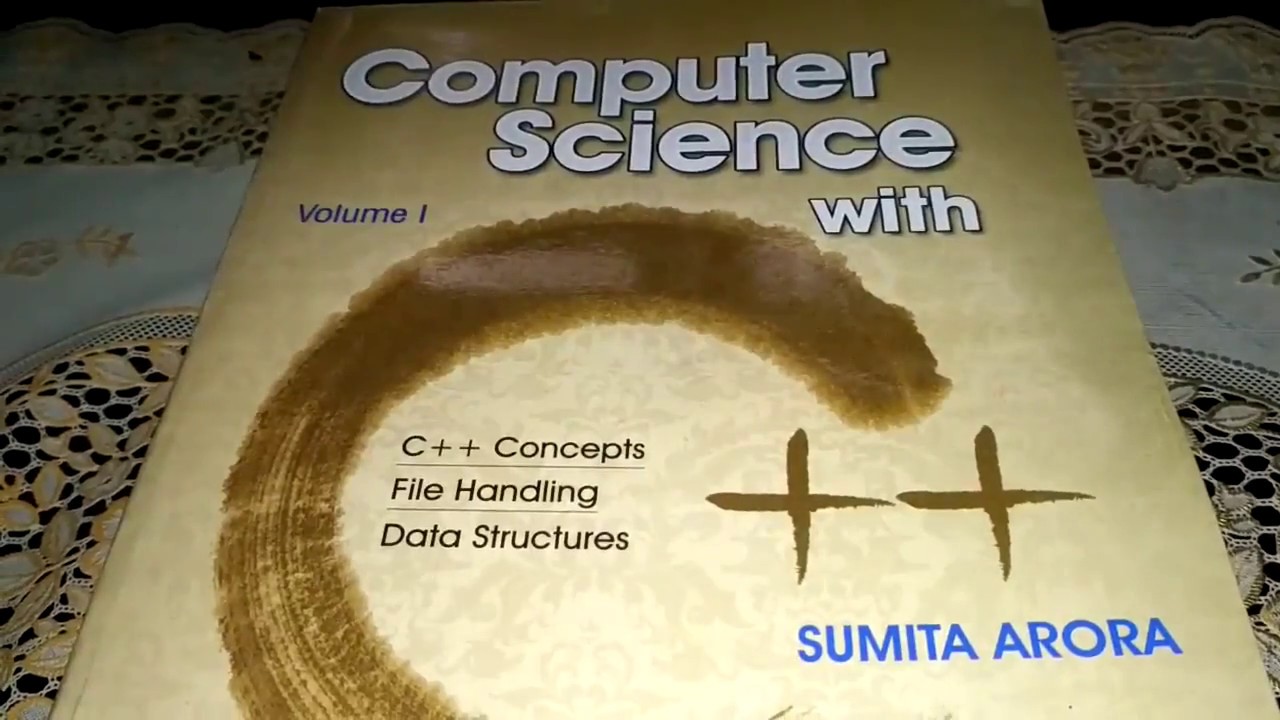 Computer
Science
with
Volume I
C++
C++ Concepts
File Handling
Data Structures
SUMITA ARORA